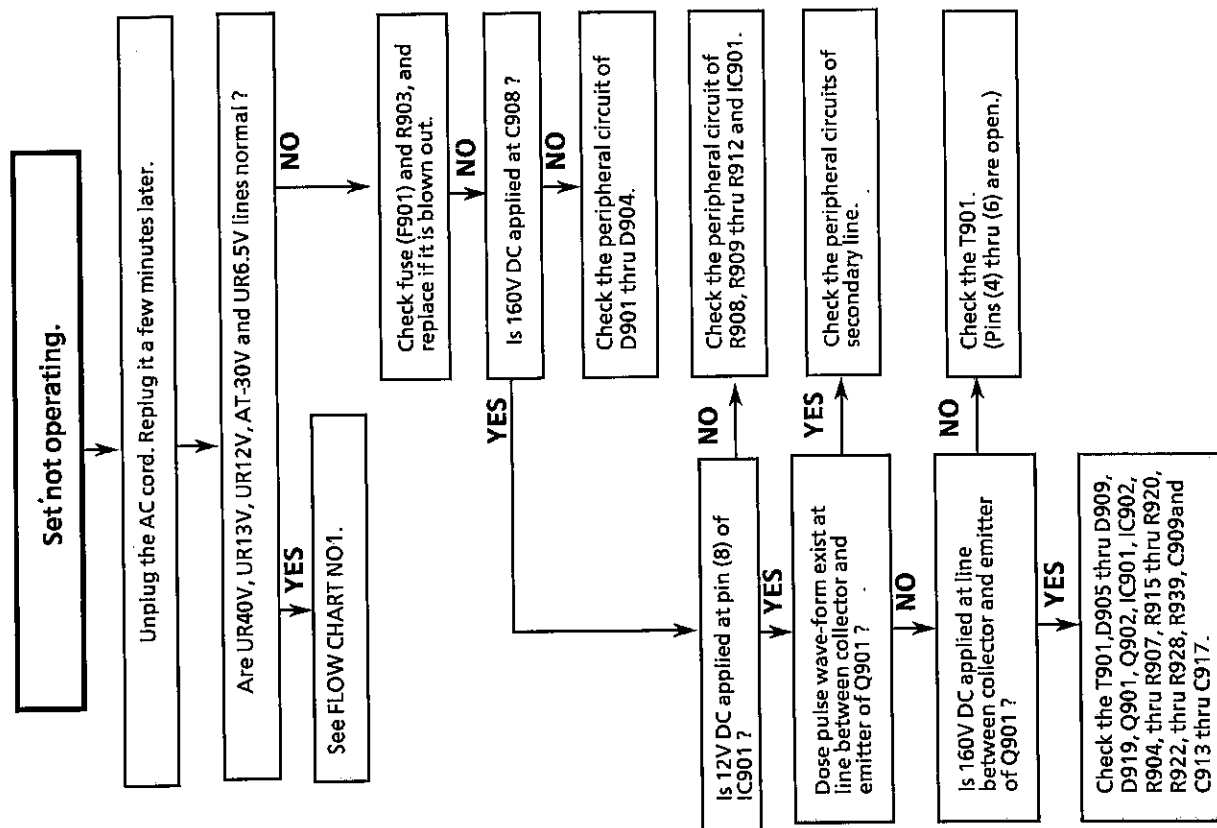 Set not operating.
Unplug the AC cord. Replug it a few minutes later.
Are UR40V, UR13V, UR12V, AT-30V and UR6.5V lines normal ?
YES
NO
See FLOW CHART NO1.
Check fuse (F901) and R903, and
replace if it is blown out.
NO
Is 160V DC applied at C908 ?
YES
NO
Check the peripheral circuit of
D901 thru D904.
Is 12V DC applied at pin (8) of
IC901 ?
NO
Check the peripheral circuit of
R908, R909 thru R912 and IC901.
YES
Dose pulse wave-form exist at
line between collector and
emitter of Q901 ?
YES
Check the peripheral circuits of
secondary line.
NO
Is 160V DC applied at line
between collector and emitter
of Q901 ?
NO
Check the T901.
(Pins (4) thru (6) are open.)
YES
Check the T901, D905 thru D909,
D919, Q901, Q902, IC901, IC902,
R904, thru R907, R915 thru R920,
R922, thru R928, R939, C909and
C913 thru C917.